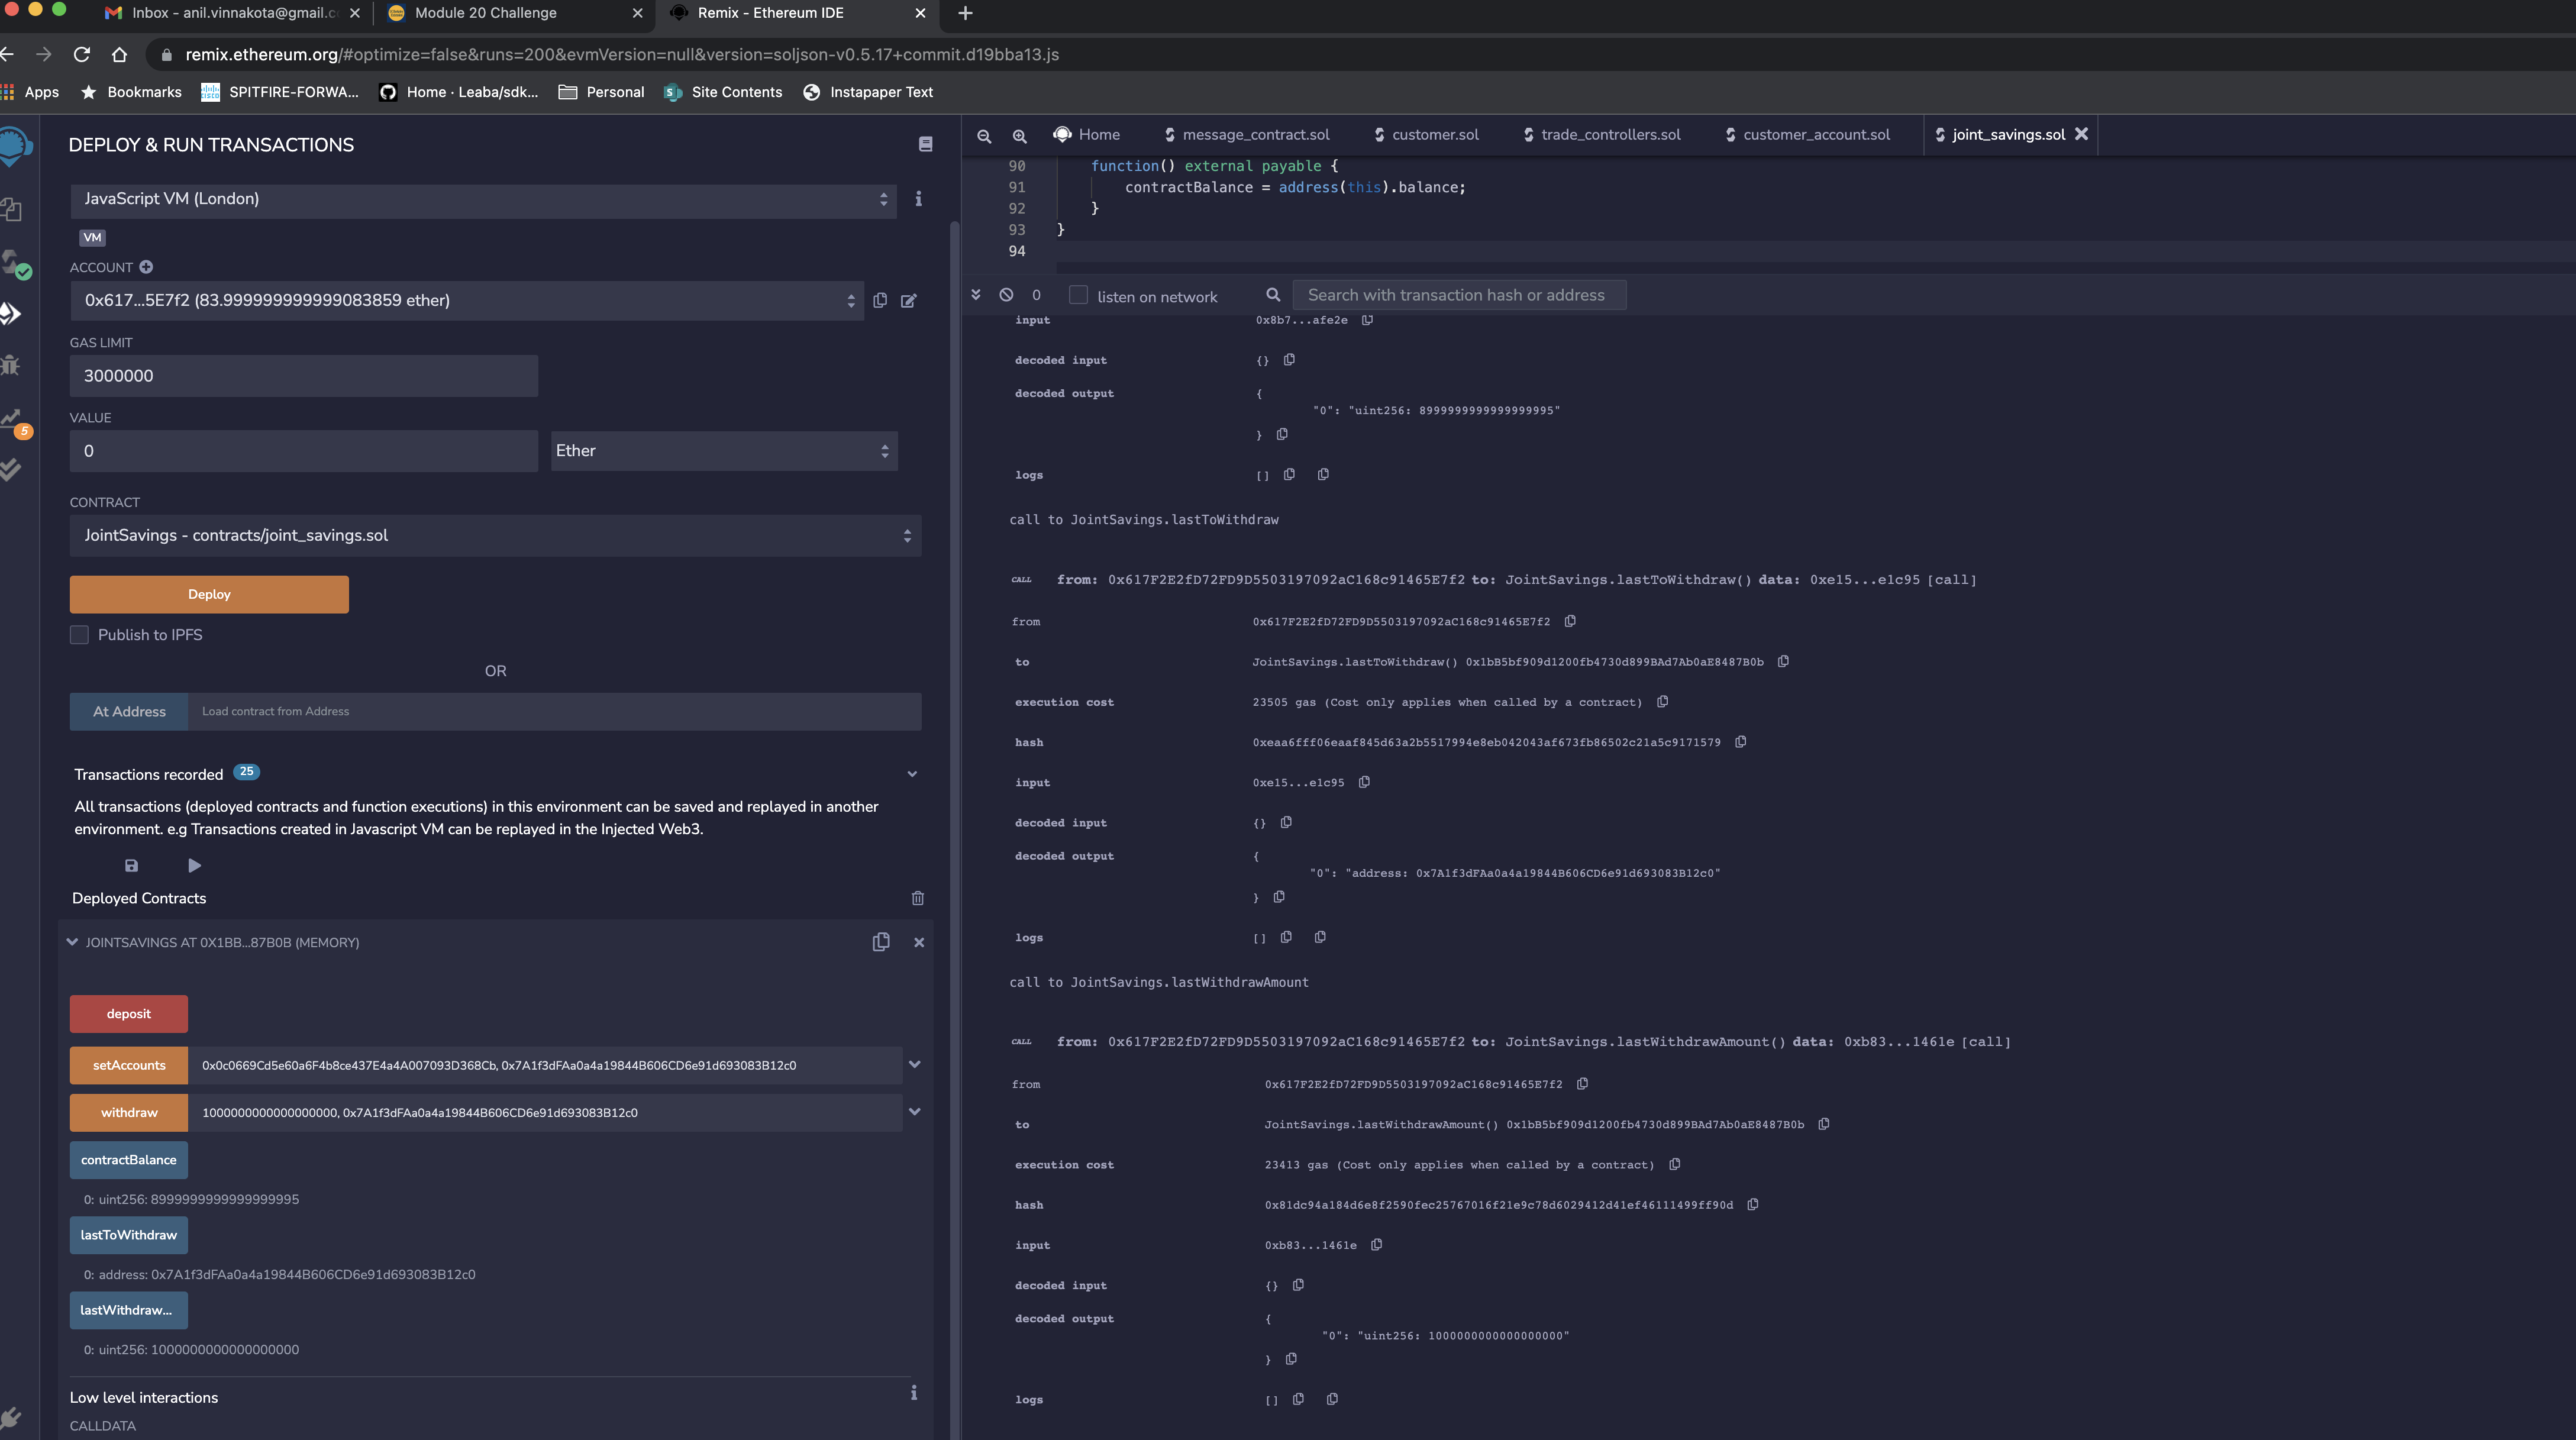 Inbox - anil.vinnakota@gmail.c
Module 20 Challenge
Remix - Ethereum IDE
remix.ethereum.org/#optimize=false&runs=200&evmVersion=null&version=soljson-v0.5.17+commit.d19bba13.js
Apps
Bookmarks
SPITFIRE-FORWA...
Home · Leaba/sdk...
Personal
Site Contents
Instapaper Text
DEPLOY & RUN TRANSACTIONS
JavaScript VM (London)
VM
ACCOUNT
0x617...5E7f2 (83.999999999999083859 ether)
GAS LIMIT
3000000
VALUE
0
Ether
CONTRACT
JointSavings - contracts/joint_savings.sol
Deploy
Publish to IPFS
OR
At Address
Load contract from Address
Transactions recorded 25
All transactions (deployed contracts and function executions) in this environment can be saved and replayed in another
environment. e.g Transactions created in Javascript VM can be replayed in the Injected Web3.
Deployed Contracts
JOINTSAVINGS AT 0X1BB...87B0B (MEMORY)
deposit
setAccounts 0x0c0669Cd5e60a6F4b8ce437E4a4A007093D368Cb, 0x7A1f3dFAa0a4a19844B606CD6e91d693083B12c0
withdraw 1000000000000000000, 0x7A1f3dFAa0a4a19844B606CD6e91d693083B12c0
contractBalance
0: uint256: 8999999999999999995
lastToWithdraw
0: address: 0x7A1f3dFAa0a4a19844B606CD6e91d693083B12c0
lastWithdraw...
0: uint256: 1000000000000000000
Low level interactions
CALLDATA
5
Home
message_contract.sol
customer.sol
trade_controllers.sol
customer_account.sol
joint_savings.sol
90 function() external payable {
91 contractBalance = address(this).balance;
92 }
93 }
94
0
listen on network
Search with transaction hash or address
input 0x8b7...afe2e
decoded input {}
decoded output {
"0": "uint256: 8999999999999999995"
}
logs []
call to JointSavings.lastToWithdraw
CALL from: 0x617F2E2fD72FD9D5503197092aC168c91465E7f2 to: JointSavings.lastToWithdraw() data: 0xe15...e1c95 [call]
from 0x617F2E2fD72FD9D5503197092aC168c91465E7f2
to JointSavings.lastToWithdraw() 0x1bB5bf909d1200fb4730d899BAd7Ab0aE8487B0b
execution cost 23505 gas (Cost only applies when called by a contract)
hash 0xeaa6fff06eaaf845d63a2b5517994e8eb042043af673fb86502c21a5c9171579
input 0xe15...e1c95
decoded input {}
decoded output {
"0": "address: 0x7A1f3dFAa0a4a19844B606CD6e91d693083B12c0"
}
logs []
call to JointSavings.lastWithdrawAmount
CALL from: 0x617F2E2fD72FD9D5503197092aC168c91465E7f2 to: JointSavings.lastWithdrawAmount() data: 0xb83...1461e [call]
from 0x617F2E2fD72FD9D5503197092aC168c91465E7f2
to JointSavings.lastWithdrawAmount() 0x1bB5bf909d1200fb4730d899BAd7Ab0aE8487B0b
execution cost 23413 gas (Cost only applies when called by a contract)
hash 0x81dc94a184d6e8f2590fec25767016f21e9c78d6029412d41ef46111499ff90d
input 0xb83...1461e
decoded input {}
decoded output {
"0": "uint256: 1000000000000000000"
}
logs []